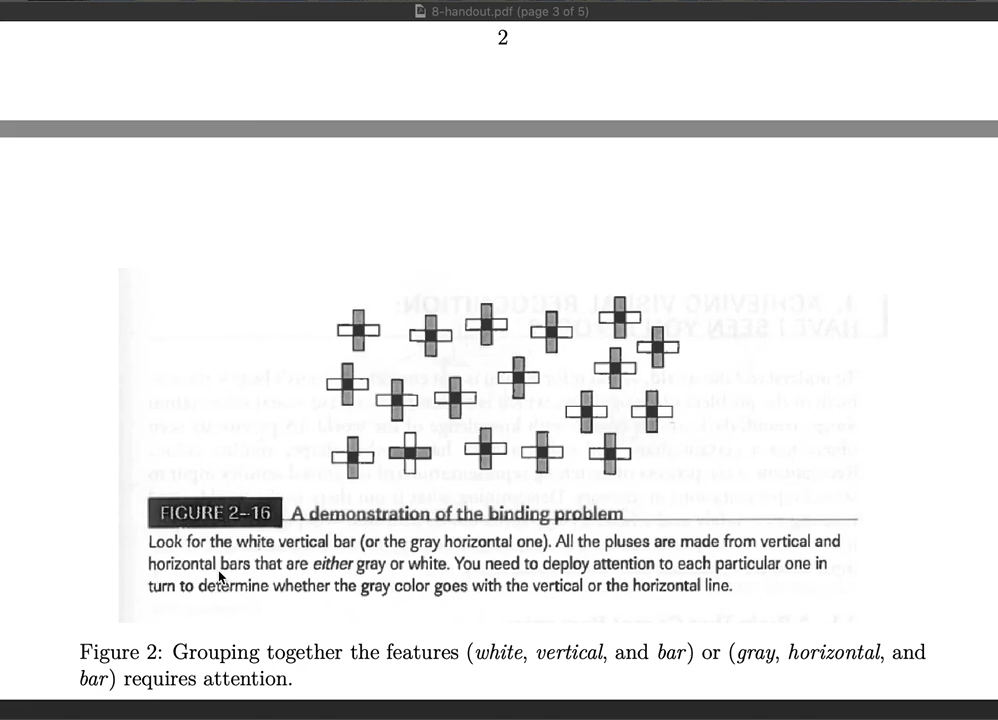 8-handout.pdf (page 3 of 5)
2
FIGURE 2–16 A demonstration of the binding problem
Look for the white vertical bar (or the gray horizontal one). All the pluses are made from vertical and
horizontal bars that are either gray or white. You need to deploy attention to each particular one in
turn to determine whether the gray color goes with the vertical or the horizontal line.
Figure 2: Grouping together the features (white, vertical, and bar) or (gray, horizontal, and
bar) requires attention.